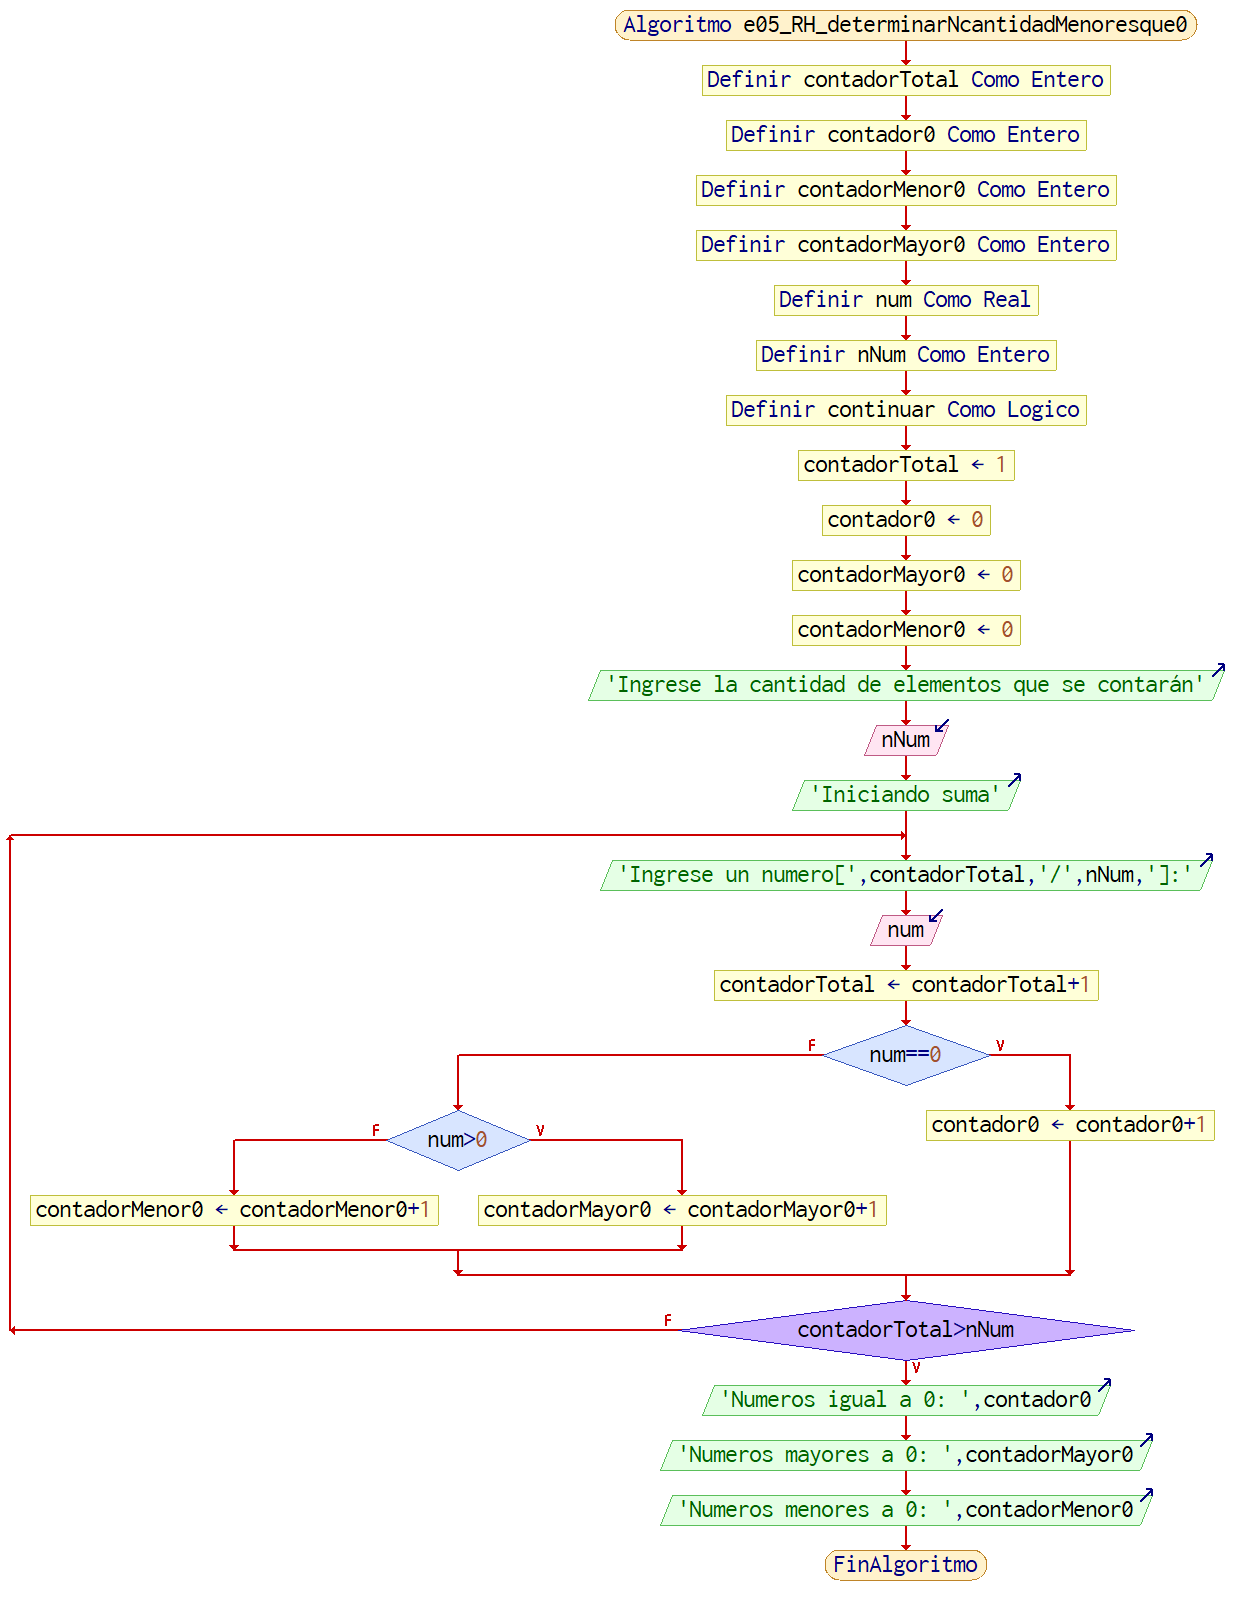 Algoritmo e05_RH_determinarNcantidadMenoresque0
Definir contadorTotal Como Entero
Definir contador0 Como Entero
Definir contadorMenor0 Como Entero
Definir contadorMayor0 Como Entero
Definir num Como Real
Definir nNum Como Entero
Definir continuar Como Logico
contadorTotal ← 1
contador0 ← 0
contadorMayor0 ← 0
contadorMenor0 ← 0
'Ingrese la cantidad de elementos que se contarán'
nNum
'Iniciando suma'
'Ingrese un numero[',contadorTotal,'/',nNum,']:'
num
contadorTotal ← contadorTotal+1
F
num==0
V
contador0 ← contador0+1
F
num>0
V
contadorMenor0 ← contadorMenor0+1
contadorMayor0 ← contadorMayor0+1
F
contadorTotal>nNum
V
'Numeros igual a 0: ',contador0
'Numeros mayores a 0: ',contadorMayor0
'Numeros menores a 0: ',contadorMenor0
FinAlgoritmo